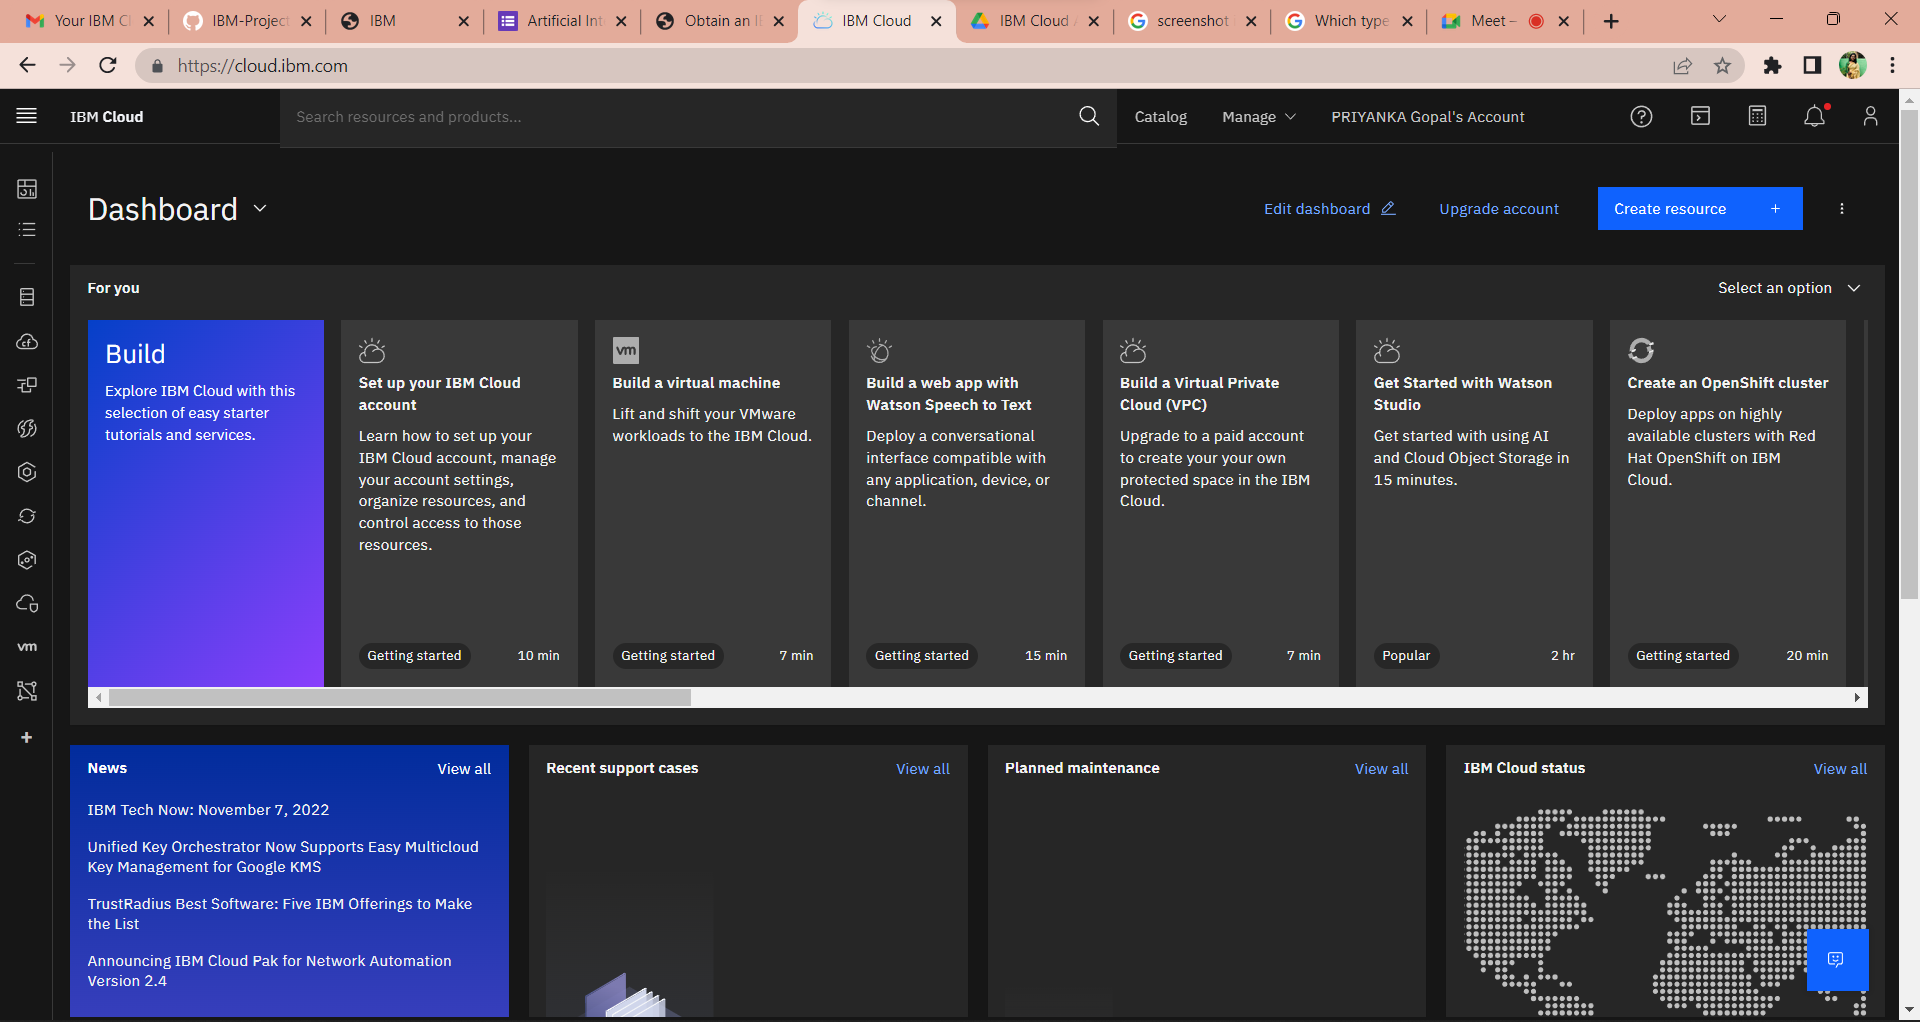 Your IBM Cl
IBM-Project
IBM
Artificial Int
Obtain an I
IBM Cloud
IBM Cloud A
screenshot
Which type
Meet –
https://cloud.ibm.com
IBM Cloud
Search resources and products...
Catalog
Manage
PRIYANKA Gopal's Account
Dashboard
Edit dashboard
Upgrade account
Create resource +
For you
Select an option
Build
Explore IBM Cloud with this
selection of easy starter
tutorials and services.
Set up your IBM Cloud
account
Learn how to set up your
IBM Cloud account, manage
your account settings,
organize resources, and
control access to those
resources.
Getting started 10 min
vm
Build a virtual machine
Lift and shift your VMware
workloads to the IBM Cloud.
Getting started 7 min
Build a web app with
Watson Speech to Text
Deploy a conversational
interface compatible with
any application, device, or
channel.
Getting started 15 min
Build a Virtual Private
Cloud (VPC)
Upgrade to a paid account
to create your your own
protected space in the IBM
Cloud.
Getting started 7 min
Get Started with Watson
Studio
Get started with using AI
and Cloud Object Storage in
15 minutes.
Popular 2 hr
Create an OpenShift cluster
Deploy apps on highly
available clusters with Red
Hat OpenShift on IBM
Cloud.
Getting started 20 min
cf
vm
News View all
IBM Tech Now: November 7, 2022
Unified Key Orchestrator Now Supports Easy Multicloud
Key Management for Google KMS
TrustRadius Best Software: Five IBM Offerings to Make
the List
Announcing IBM Cloud Pak for Network Automation
Version 2.4
Recent support cases View all
Planned maintenance View all
IBM Cloud status View all